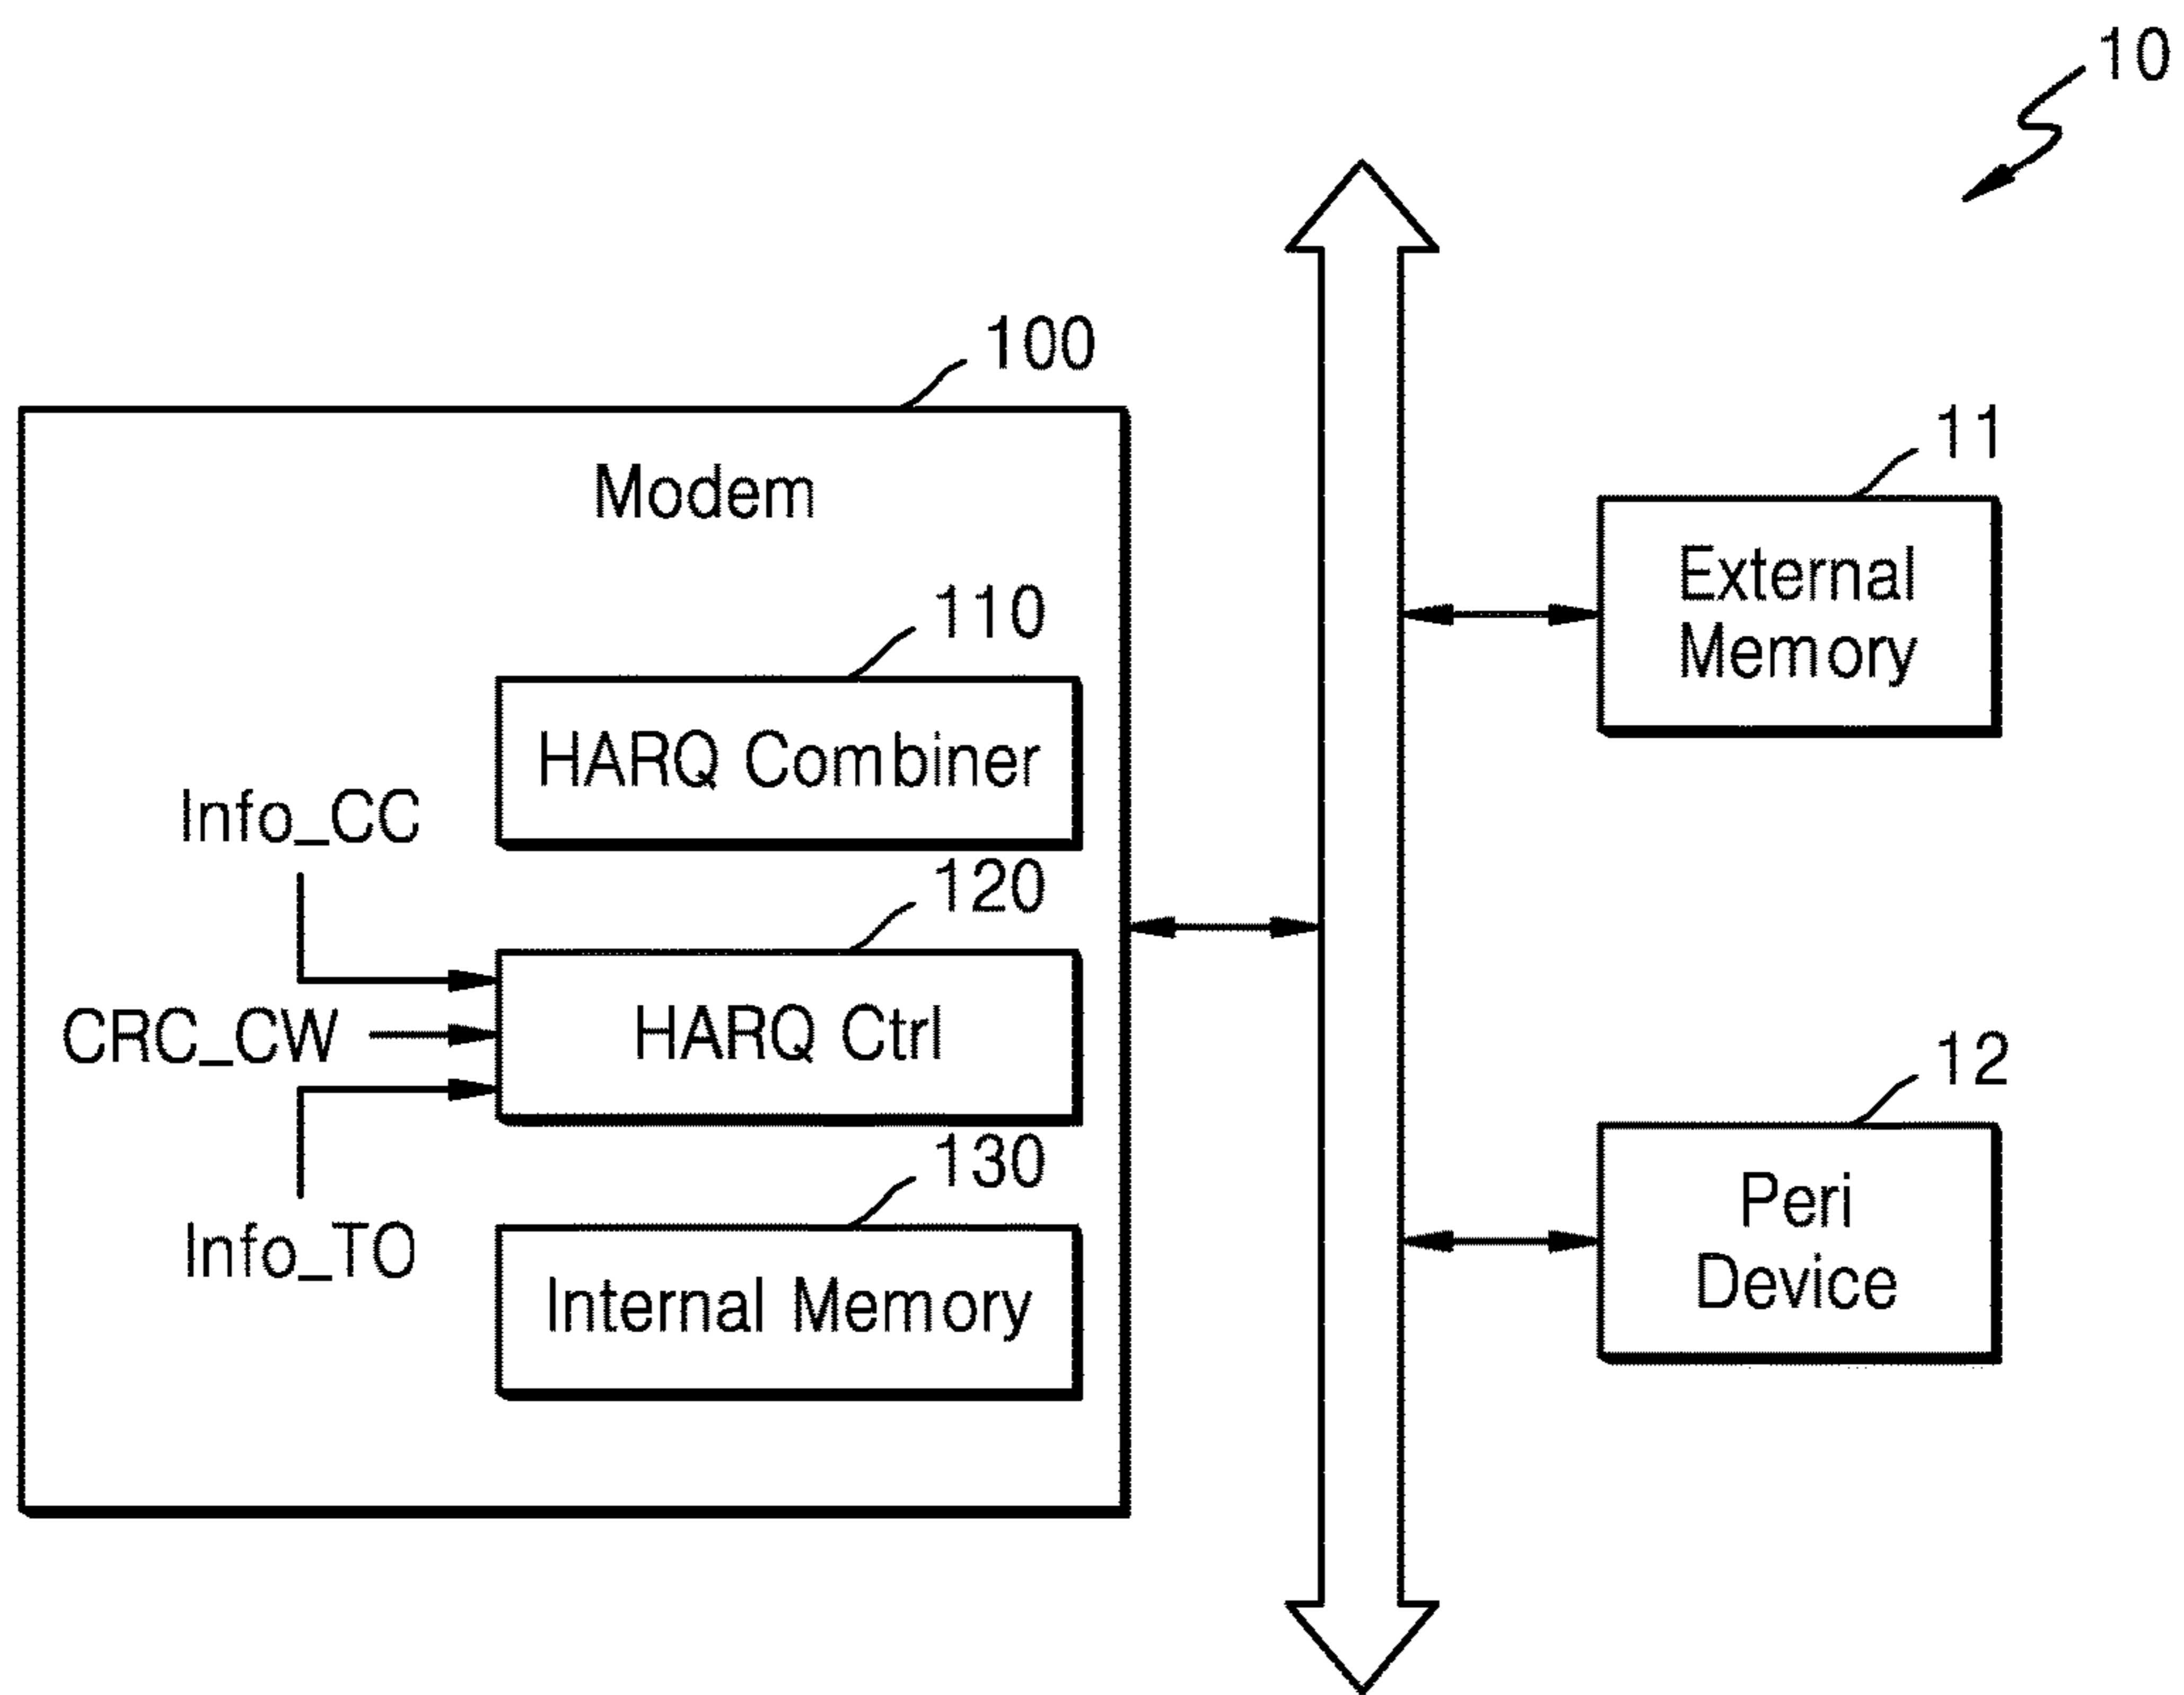 10
100
Modem
11
External
Memory
110
HARQ Combiner
Info_CC
120
CRC_CW
HARQ Ctrl
12
Peri
Device
130
Info_TO
Internal Memory